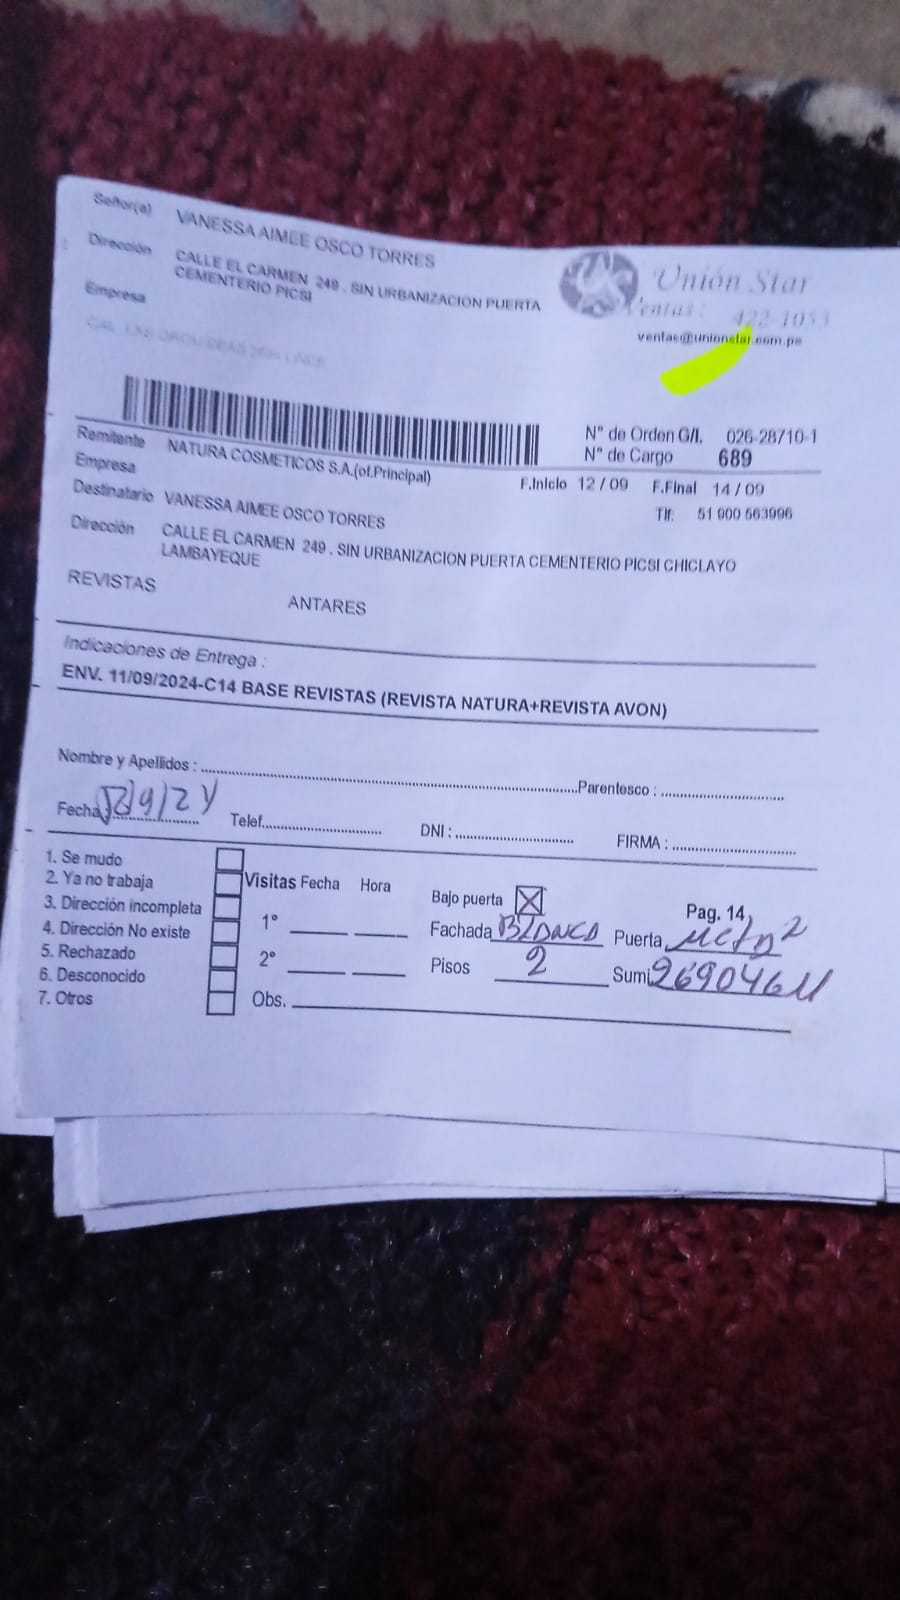 Señor(a) VANESSA AIMEE OSCO TORRES
Dirección CALLE EL CARMEN 249 . SIN URBANIZACION PUERTA
CEMENTERIO PICSI
Empresa
Unión Star
Ventas : 422-1053
ventas@unionstar.com.pe
N° de Orden G/I. 026-28710-1
N° de Cargo 689
Remitente NATURA COSMETICOS S.A.(of.Principal)
Empresa
F.Inicio 12 / 09 F.Final 14 / 09
Destinatario VANESSA AIMEE OSCO TORRES
Tlf: 51 900 563996
Dirección CALLE EL CARMEN 249 . SIN URBANIZACION PUERTA CEMENTERIO PICSI CHICLAYO
LAMBAYEQUE
REVISTAS
ANTARES
Indicaciones de Entrega :
ENV. 11/09/2024-C14 BASE REVISTAS (REVISTA NATURA+REVISTA AVON)
Nombre y Apellidos : Parentesco :
Fecha Telef. DNI : FIRMA :
1. Se mudo
2. Ya no trabaja
3. Dirección incompleta
4. Dirección No existe
5. Rechazado
6. Desconocido
7. Otros
Visitas Fecha Hora
1°
2°
Obs.
Bajo puerta X
Pag. 14
Fachada BLANCO Puerta
Pisos 2 Sumi